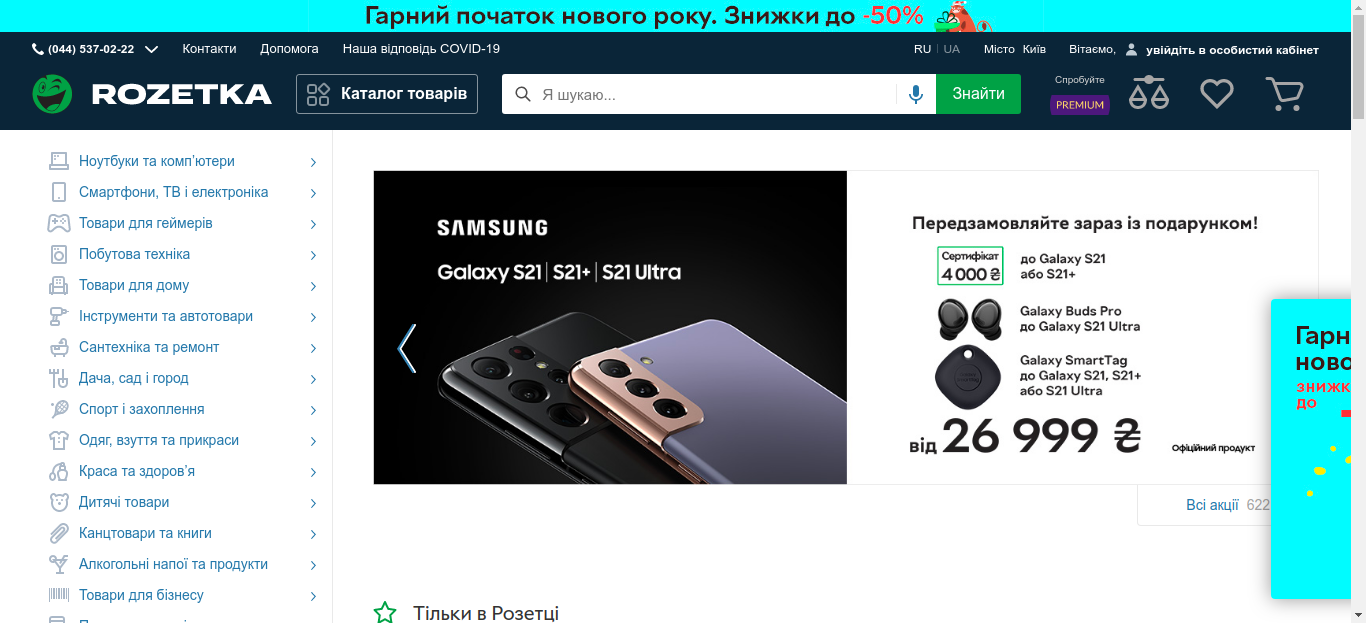 Гарний початок нового року. Знижки до -50%
(044) 537-02-22
Контакти
Допомога
Наша відповідь COVID-19
RU | UA
Місто Київ
Вітаємо, увійдіть в особистий кабінет
ROZETKA
Каталог товарів
Я шукаю...
Знайти
Спробуйте
PREMIUM
Ноутбуки та комп'ютери
Смартфони, ТВ і електроніка
Товари для геймерів
Побутова техніка
Товари для дому
Інструменти та автотовари
Сантехніка та ремонт
Дача, сад і город
Спорт і захоплення
Одяг, взуття та прикраси
Краса та здоров'я
Дитячі товари
Канцтовари та книги
Алкогольні напої та продукти
Товари для бізнесу
SAMSUNG
Galaxy S21 | S21+ | S21 Ultra
Передзамовляйте зараз із подарунком!
Сертифікат
4 000 ₴
до Galaxy S21
або S21+
Galaxy Buds Pro
до Galaxy S21 Ultra
Galaxy SmartTag
до Galaxy S21, S21+
або S21 Ultra
від 26 999 ₴
Офіційний продукт
Всі акції 622
Гарн
ново
ЗНИЖК
ДО
Тільки в Розетці